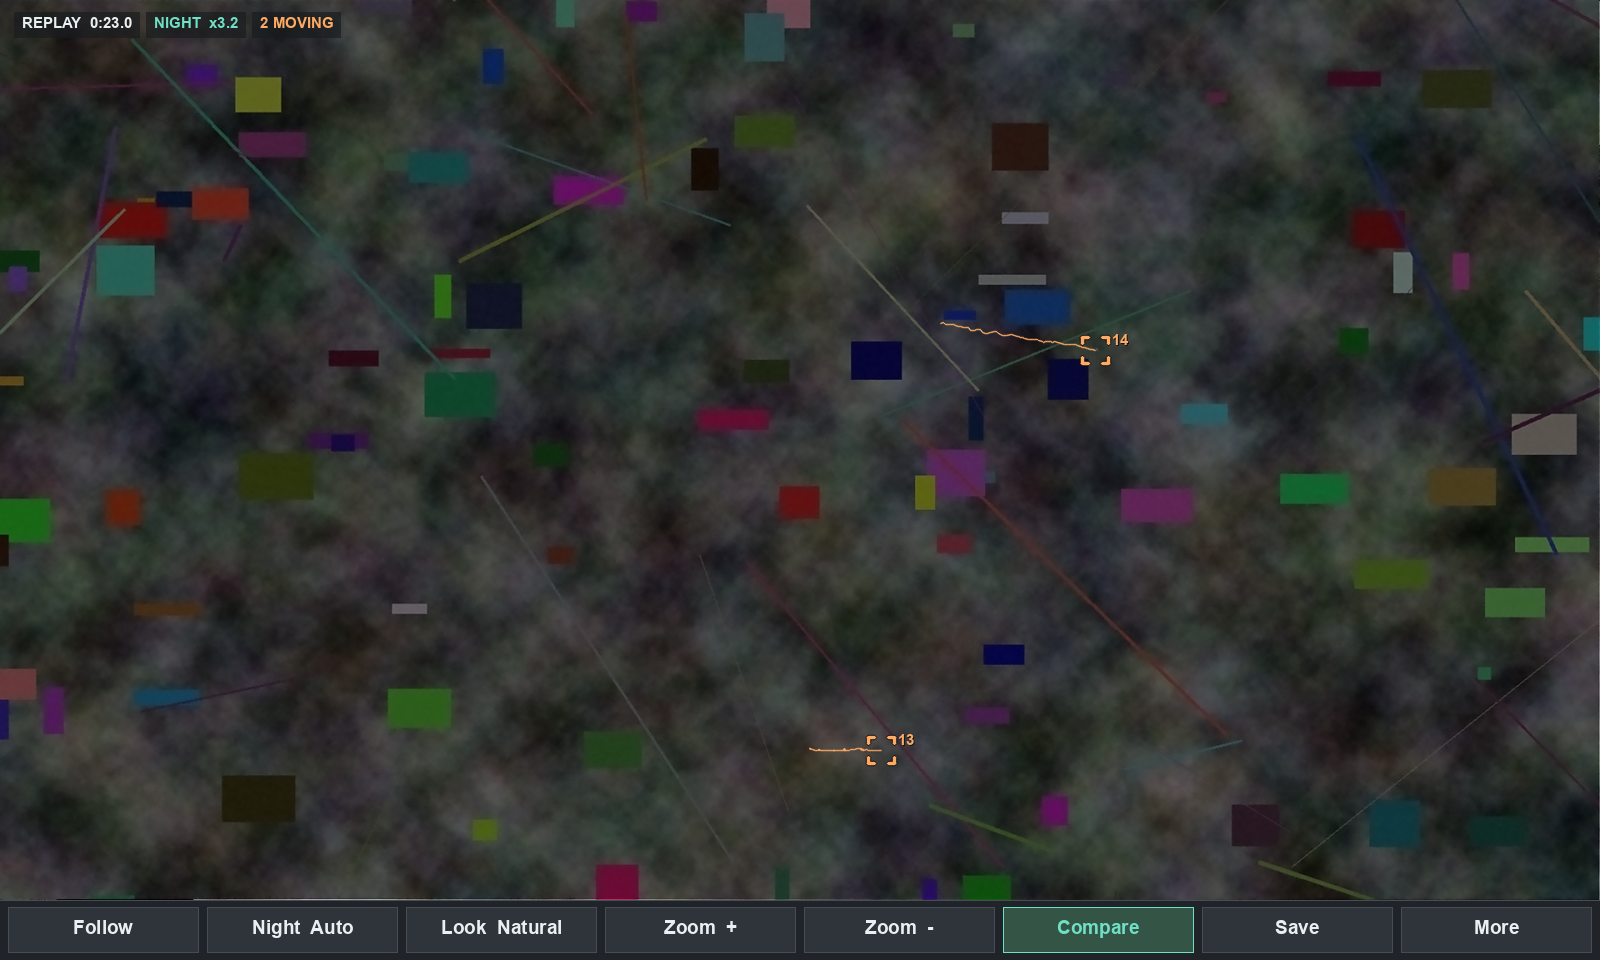 REPLAY 0:23.0 NIGHT x3.2 2 MOVING
14
13
Follow Night Auto Look Natural Zoom + Zoom - Compare Save More